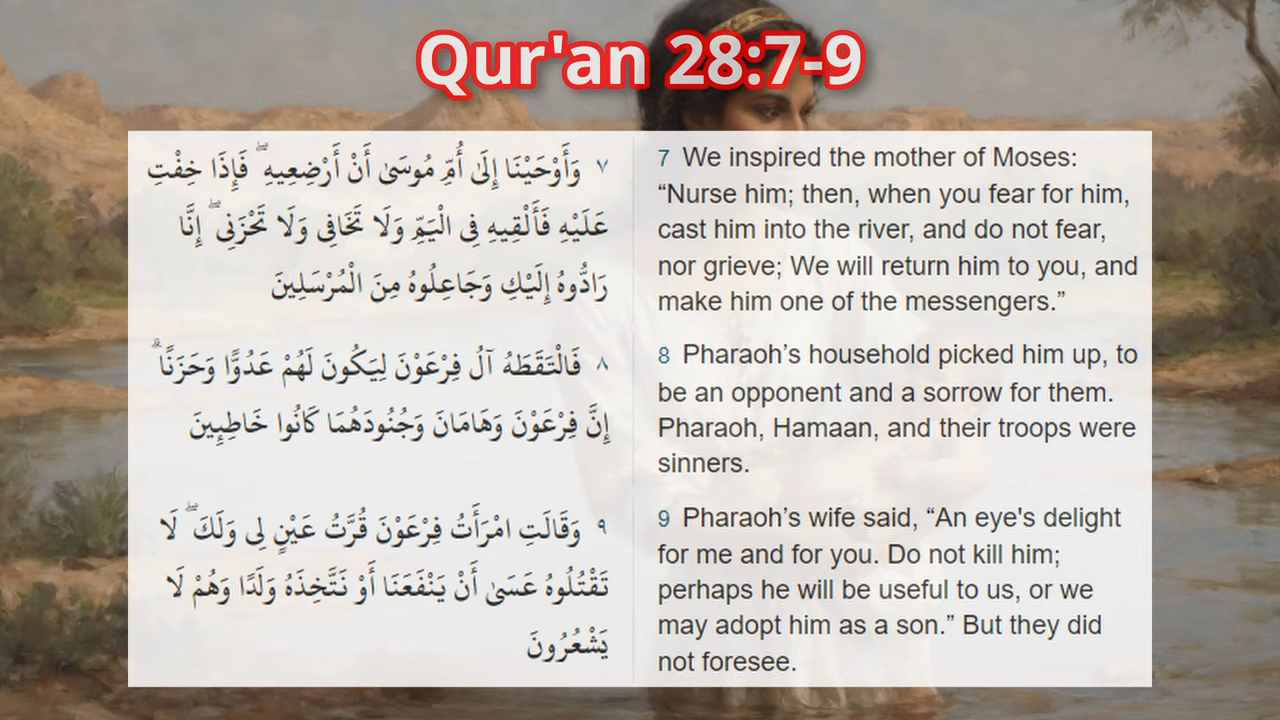 Qur'an 28:7-9
٧ وَأَوْحَيْنَا إِلَىٰ أُمِّ مُوسَىٰ أَنْ أَرْضِعِيهِ ۖ فَإِذَا خِفْتِ
عَلَيْهِ فَأَلْقِيهِ فِي الْيَمِّ وَلَا تَخَافِي وَلَا تَحْزَنِي ۖ إِنَّا
رَادُّوهُ إِلَيْكِ وَجَاعِلُوهُ مِنَ الْمُرْسَلِينَ
7 We inspired the mother of Moses:
“Nurse him; then, when you fear for him,
cast him into the river, and do not fear,
nor grieve; We will return him to you, and
make him one of the messengers.”
٨ فَالْتَقَطَهُ آلُ فِرْعَوْنَ لِيَكُونَ لَهُمْ عَدُوًّا وَحَزَنًا ۗ
إِنَّ فِرْعَوْنَ وَهَامَانَ وَجُنُودَهُمَا كَانُوا خَاطِئِينَ
8 Pharaoh’s household picked him up, to
be an opponent and a sorrow for them.
Pharaoh, Hamaan, and their troops were
sinners.
٩ وَقَالَتِ امْرَأَتُ فِرْعَوْنَ قُرَّتُ عَيْنٍ لِي وَلَكَ ۖ لَا
تَقْتُلُوهُ عَسَىٰ أَنْ يَنْفَعَنَا أَوْ نَتَّخِذَهُ وَلَدًا وَهُمْ لَا
يَشْعُرُونَ
9 Pharaoh’s wife said, “An eye's delight
for me and for you. Do not kill him;
perhaps he will be useful to us, or we
may adopt him as a son.” But they did
not foresee.